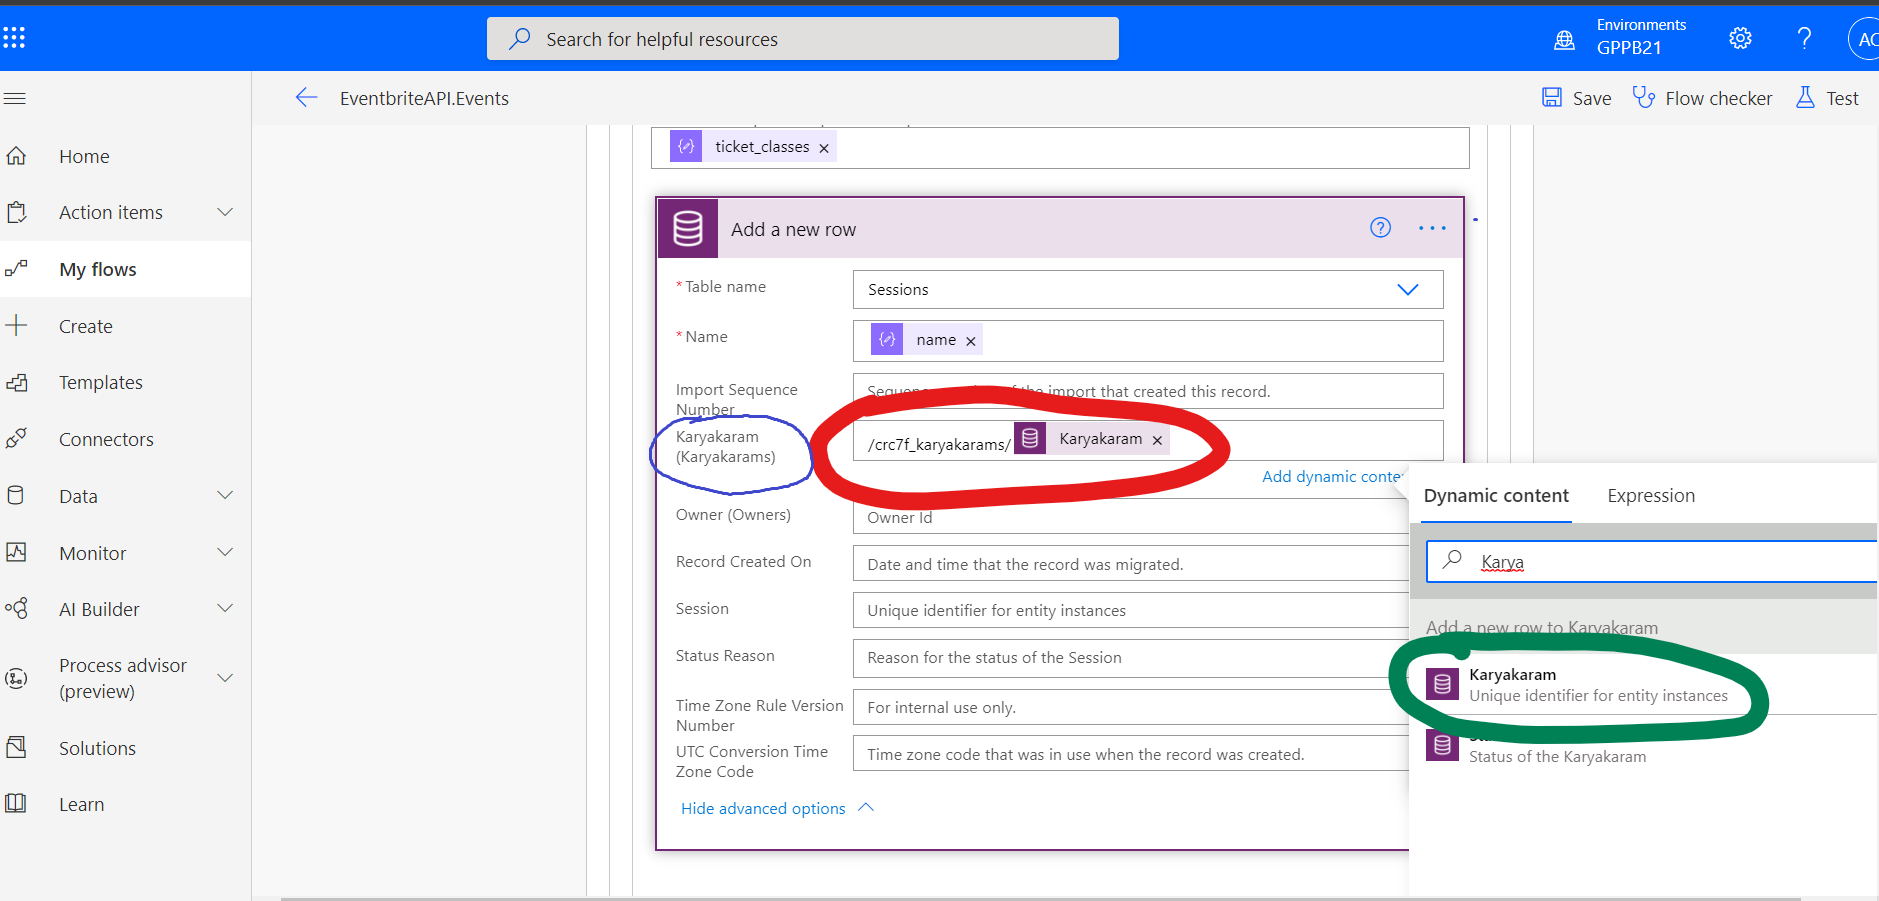 Search for helpful resources
Environments
GPPB21
AC
EventbriteAPI.Events
Save
Flow checker
Test
Home
Action items
My flows
Create
Templates
Connectors
Data
Monitor
AI Builder
Process advisor
(preview)
Solutions
Learn
ticket_classes
Add a new row
* Table name
Sessions
* Name
name
Import Sequence
Number
of the import that created this record.
Karyakaram
(Karyakarams)
/crc7f_karyakarams/ Karyakaram
Add dynamic conte
Owner (Owners)
Owner Id
Record Created On
Date and time that the record was migrated.
Session
Unique identifier for entity instances
Status Reason
Reason for the status of the Session
Time Zone Rule Version
Number
For internal use only.
UTC Conversion Time
Zone Code
Time zone code that was in use when the record was created.
Hide advanced options
Dynamic content
Expression
Karya
Add a new row to Karyakaram
Karyakaram
Unique identifier for entity instances
Status of the Karyakaram